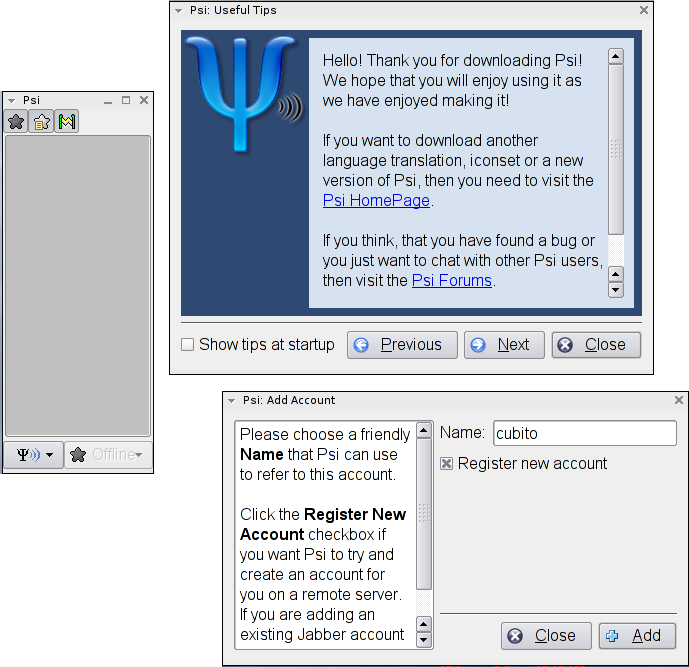 Psi: Useful Tips
Hello! Thank you for downloading Psi!
We hope that you will enjoy using it as
we have enjoyed making it!
If you want to download another
language translation, iconset or a new
version of Psi, then you need to visit the
Psi HomePage.
If you think, that you have found a bug or
you just want to chat with other Psi users,
then visit the Psi Forums.
Show tips at startup
Previous
Next
Close
Psi
Offline
Psi: Add Account
Please choose a friendly
Name that Psi can use
to refer to this account.
Click the Register New
Account checkbox if
you want Psi to try and
create an account for
you on a remote server.
If you are adding an
existing Jabber account
Name: cubito
Register new account
Close
Add